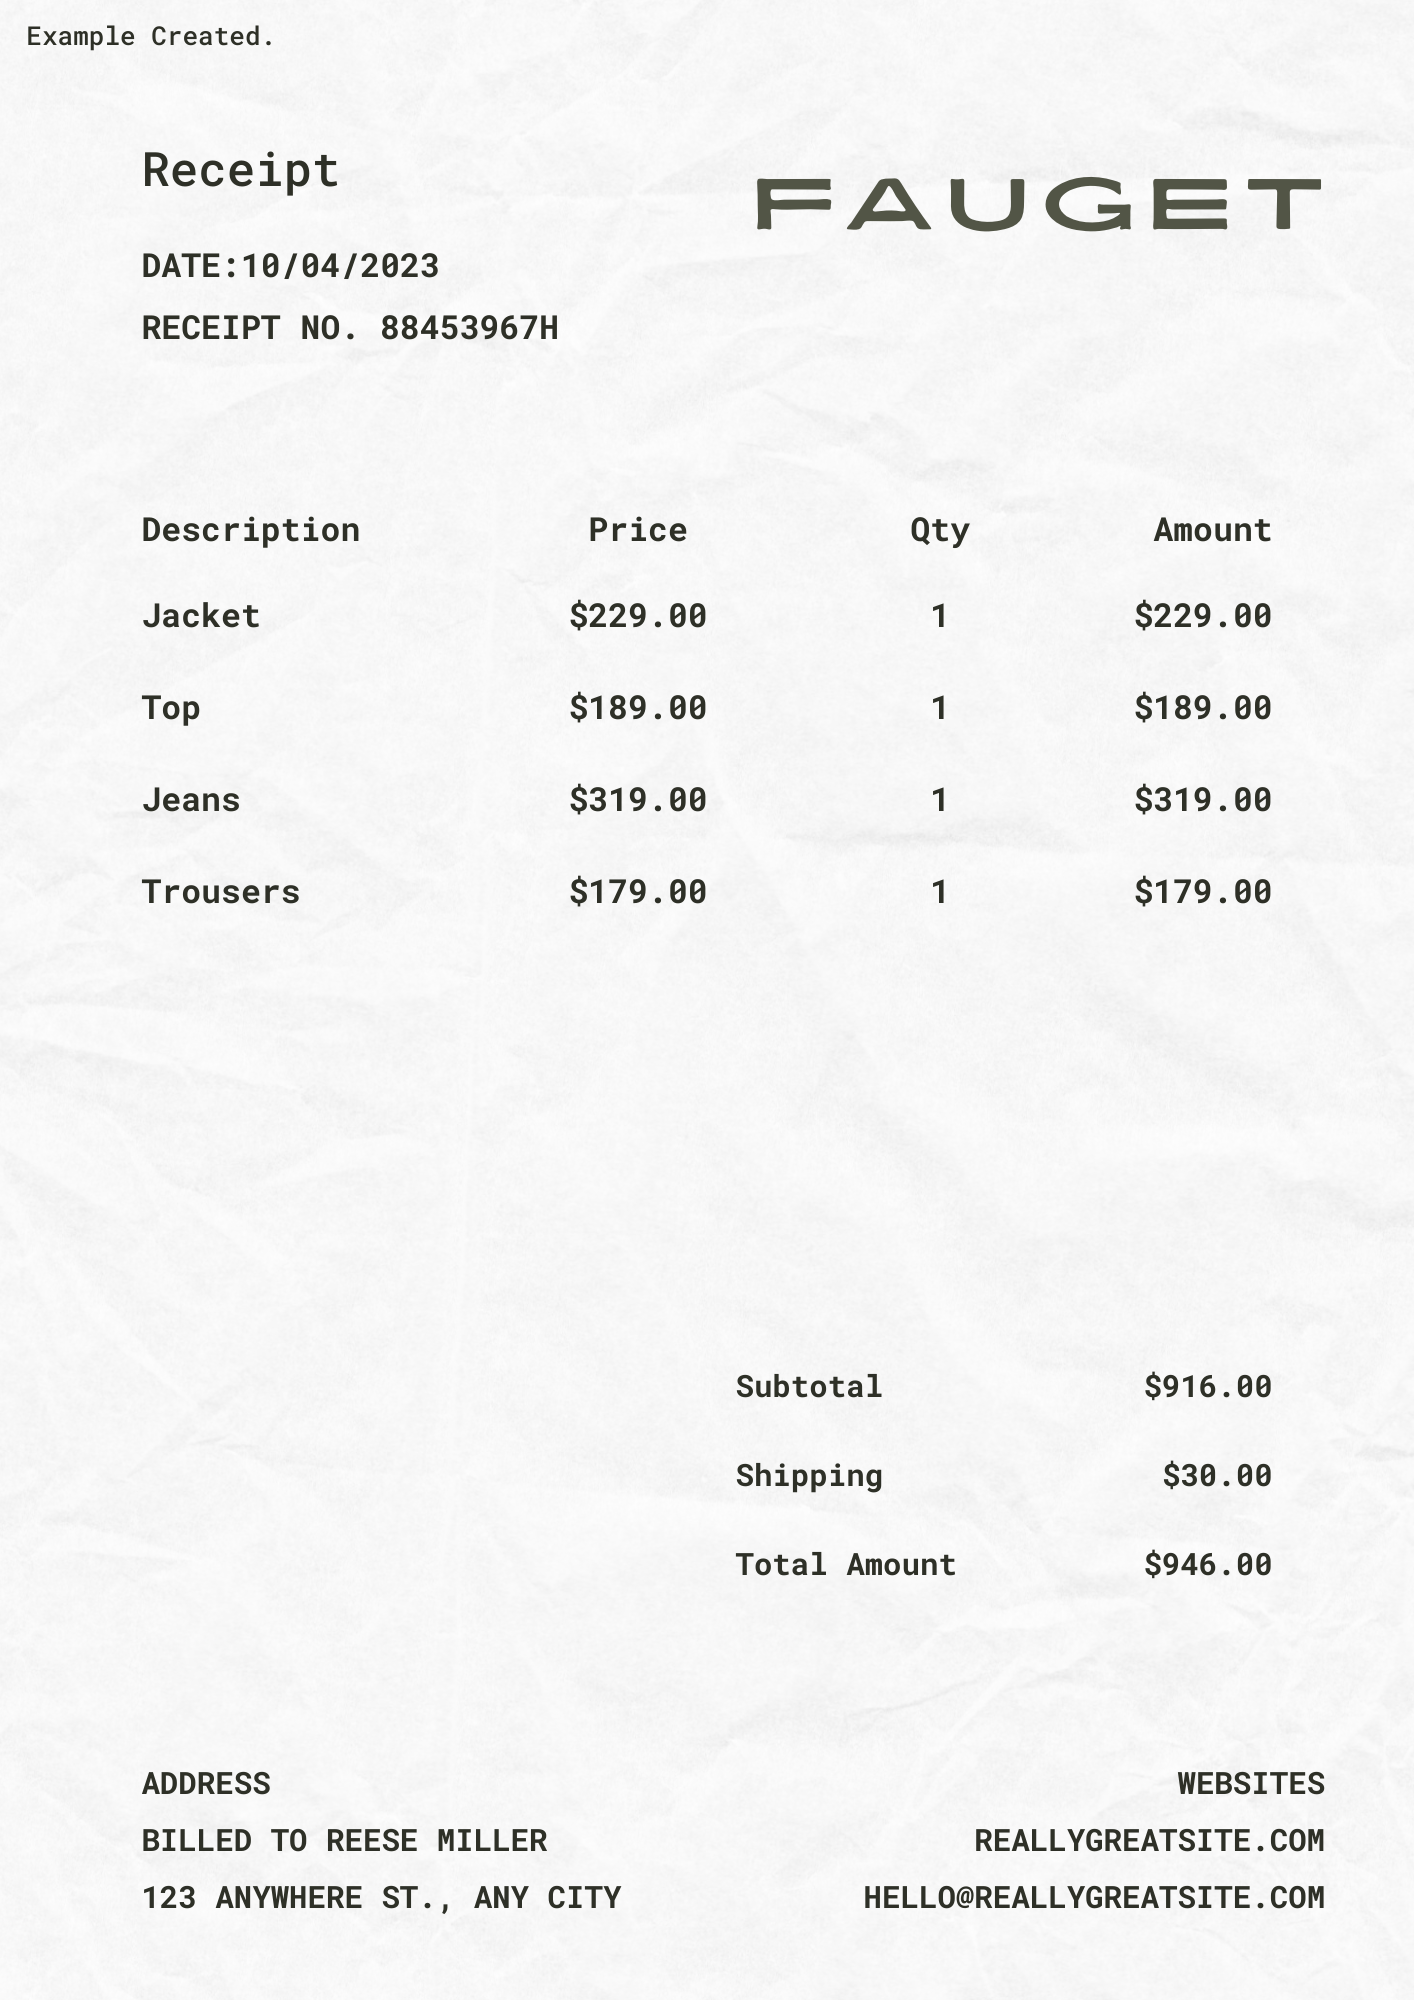 Example Created.
Receipt
FAUGET
DATE:10/04/2023
RECEIPT NO. 88453967H
Description Price Qty Amount
Jacket $229.00 1 $229.00
Top $189.00 1 $189.00
Jeans $319.00 1 $319.00
Trousers $179.00 1 $179.00
Subtotal $916.00
Shipping $30.00
Total Amount $946.00
ADDRESS
BILLED TO REESE MILLER
123 ANYWHERE ST., ANY CITY
WEBSITES
REALLYGREATSITE.COM
HELLO@REALLYGREATSITE.COM